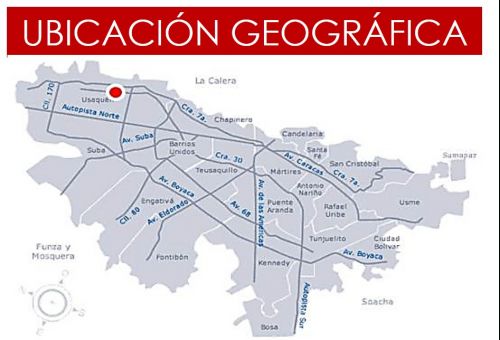 UBICACIÓN GEOGRÁFICA
La Calera
Cll. 170
Usaquén
Cra. 7a.
Autopista Norte
Chapinero
Av. Suba
Candelaria
Suba
Barrios
Unidos
Cra. 30
Av. Caracas
Santa
Fé
San Cristobal
Sumapaz
Teusaquillo
Mártires
Cra. 7a.
Av. Boyaca
Antonio
Nariño
Engativá
Cll. 80
Av. Eldorado
Av. 68
Av. de las Américas
Puente
Aranda
Rafael
Uribe
Usme
Funza y
Mosquera
Fontibón
Tunjuelito
Ciudad
Bolívar
Av. Boyaca
Kennedy
Autopista Sur
Soacha
Bosa